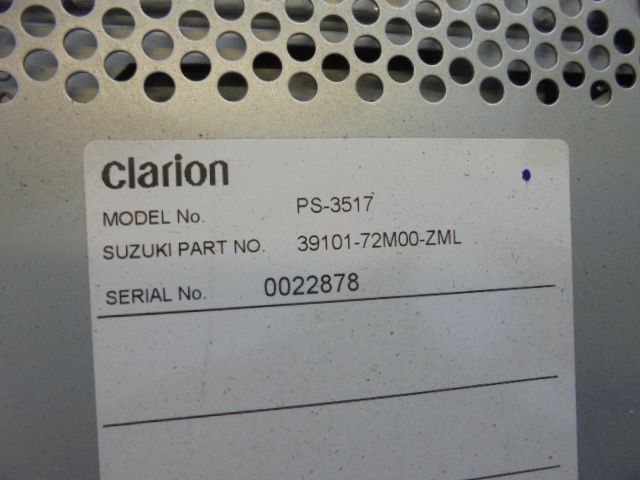 clarion
MODEL No. PS-3517
SUZUKI PART NO. 39101-72M00-ZML
SERIAL No. 0022878